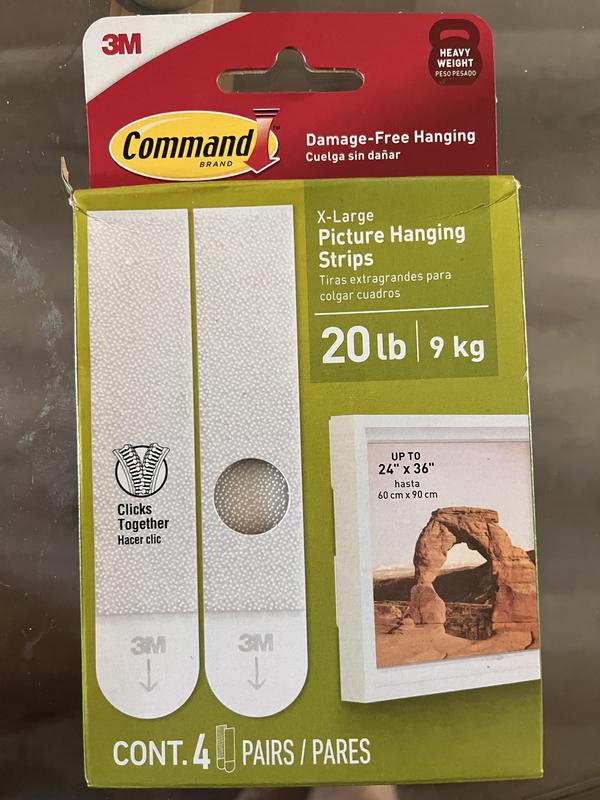 3M
HEAVY
WEIGHT
PESO PESADO
Command™
BRAND
Damage-Free Hanging
Cuelga sin dañar
X-Large
Picture Hanging
Strips
Tiras extragrandes para
colgar cuadros
20 lb | 9 kg
UP TO
24" x 36"
hasta
60 cm x 90 cm
Clicks
Together
Hacer clic
3M
3M
CONT. 4 PAIRS / PARES